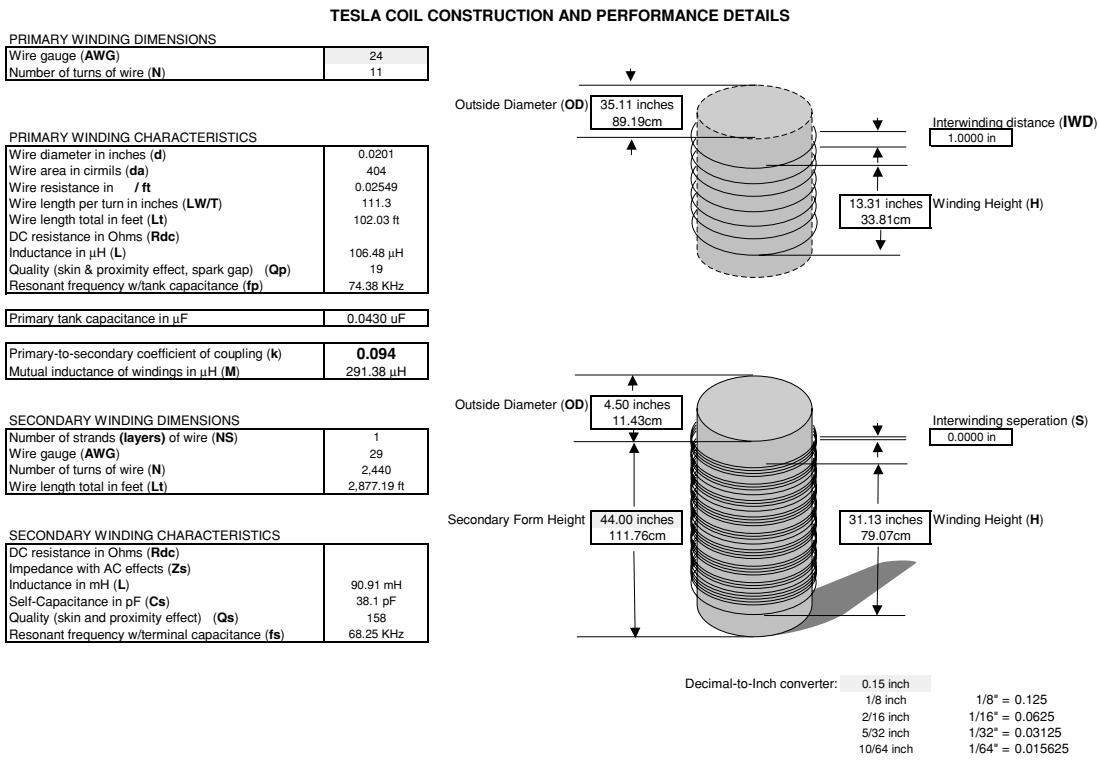 TESLA COIL CONSTRUCTION AND PERFORMANCE DETAILS
PRIMARY WINDING DIMENSIONS
Wire gauge (AWG) 24
Number of turns of wire (N) 11
Outside Diameter (OD) 35.11 inches
89.19cm
Interwinding distance (IWD)
1.0000 in
13.31 inches Winding Height (H)
33.81cm
PRIMARY WINDING CHARACTERISTICS
Wire diameter in inches (d) 0.0201
Wire area in cirmils (da) 404
Wire resistance in / ft 0.02549
Wire length per turn in inches (LW/T) 111.3
Wire length total in feet (Lt) 102.03 ft
DC resistance in Ohms (Rdc)
Inductance in µH (L) 106.48 µH
Quality (skin & proximity effect, spark gap) (Qp) 19
Resonant frequency w/tank capacitance (fp) 74.38 KHz
Primary tank capacitance in µF 0.0430 uF
Primary-to-secondary coefficient of coupling (k) 0.094
Mutual inductance of windings in µH (M) 291.38 µH
Outside Diameter (OD) 4.50 inches
11.43cm
Interwinding seperation (S)
0.0000 in
SECONDARY WINDING DIMENSIONS
Number of strands (layers) of wire (NS) 1
Wire gauge (AWG) 29
Number of turns of wire (N) 2,440
Wire length total in feet (Lt) 2,877.19 ft
Secondary Form Height 44.00 inches
111.76cm
31.13 inches Winding Height (H)
79.07cm
SECONDARY WINDING CHARACTERISTICS
DC resistance in Ohms (Rdc)
Impedance with AC effects (Zs)
Inductance in mH (L) 90.91 mH
Self-Capacitance in pF (Cs) 38.1 pF
Quality (skin and proximity effect) (Qs) 158
Resonant frequency w/terminal capacitance (fs) 68.25 KHz
Decimal-to-Inch converter: 0.15 inch
1/8 inch 1/8" = 0.125
2/16 inch 1/16" = 0.0625
5/32 inch 1/32" = 0.03125
10/64 inch 1/64" = 0.015625